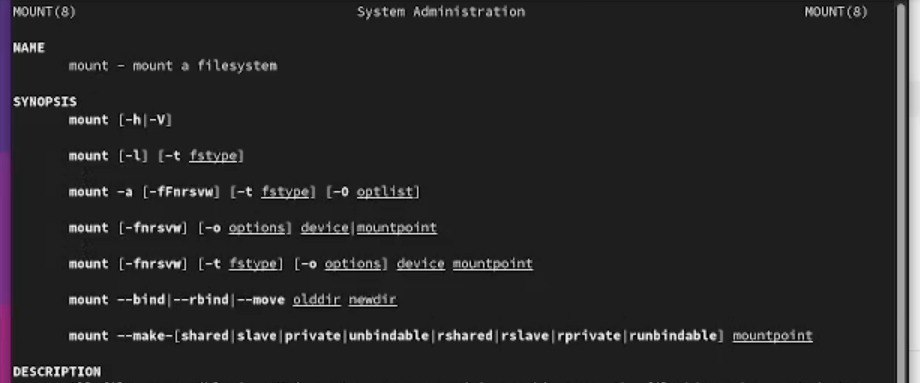 MOUNT(8) System Administration MOUNT(8)
NAME
mount - mount a filesystem
SYNOPSIS
mount [-h|-V]
mount [-l] [-t fstype]
mount -a [-fFnrsvw] [-t fstype] [-O optlist]
mount [-fnrsvw] [-o options] device|mountpoint
mount [-fnrsvw] [-t fstype] [-o options] device mountpoint
mount --bind|--rbind|--move olddir newdir
mount --make-[shared|slave|private|unbindable|rshared|rslave|rprivate|runbindable] mountpoint
DESCRIPTION